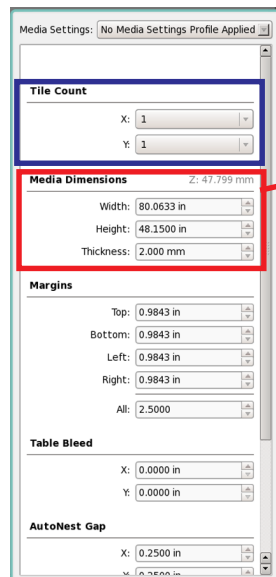 Media Settings: No Media Settings Profile Applied
Tile Count
X: 1
Y: 1
Media Dimensions Z: 47.799 mm
Width: 80.0633 in
Height: 48.1500 in
Thickness: 2.000 mm
Margins
Top: 0.9843 in
Bottom: 0.9843 in
Left: 0.9843 in
Right: 0.9843 in
All: 2.5000
Table Bleed
X: 0.0000 in
Y: 0.0000 in
AutoNest Gap
X: 0.2500 in
Y: 0.2500 in